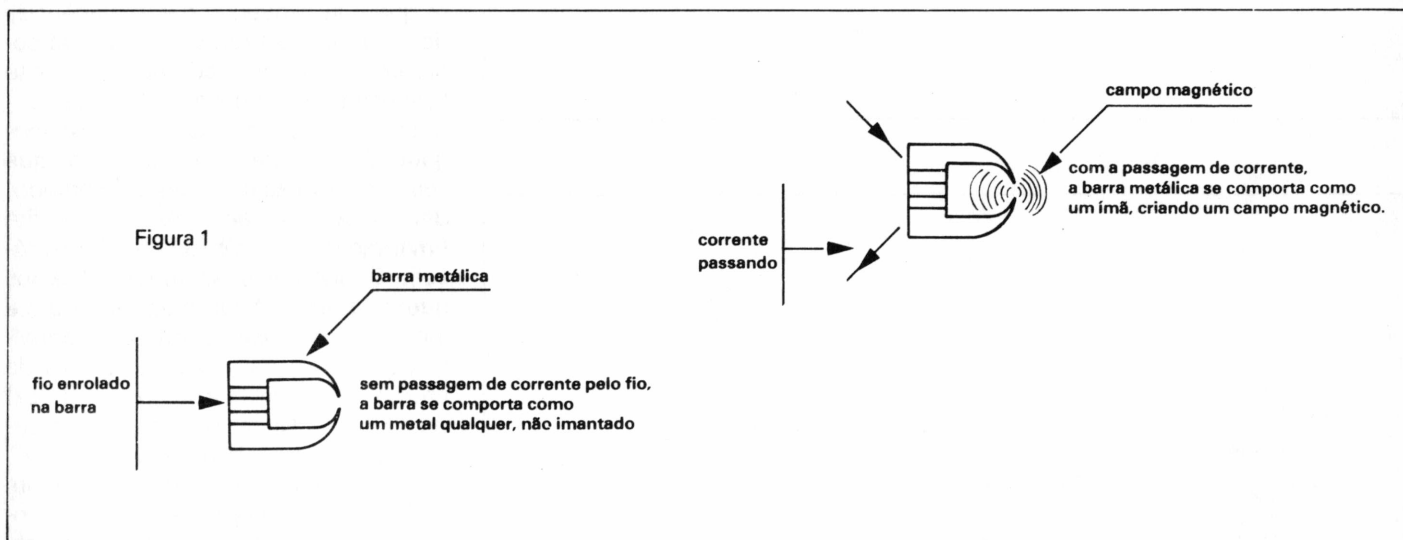 Figura 1
barra metálica
fio enrolado
na barra
sem passagem de corrente pelo fio,
a barra se comporta como
um metal qualquer, não imantado
campo magnético
com a passagem de corrente,
a barra metálica se comporta como
um ímã, criando um campo magnético.
corrente
passando